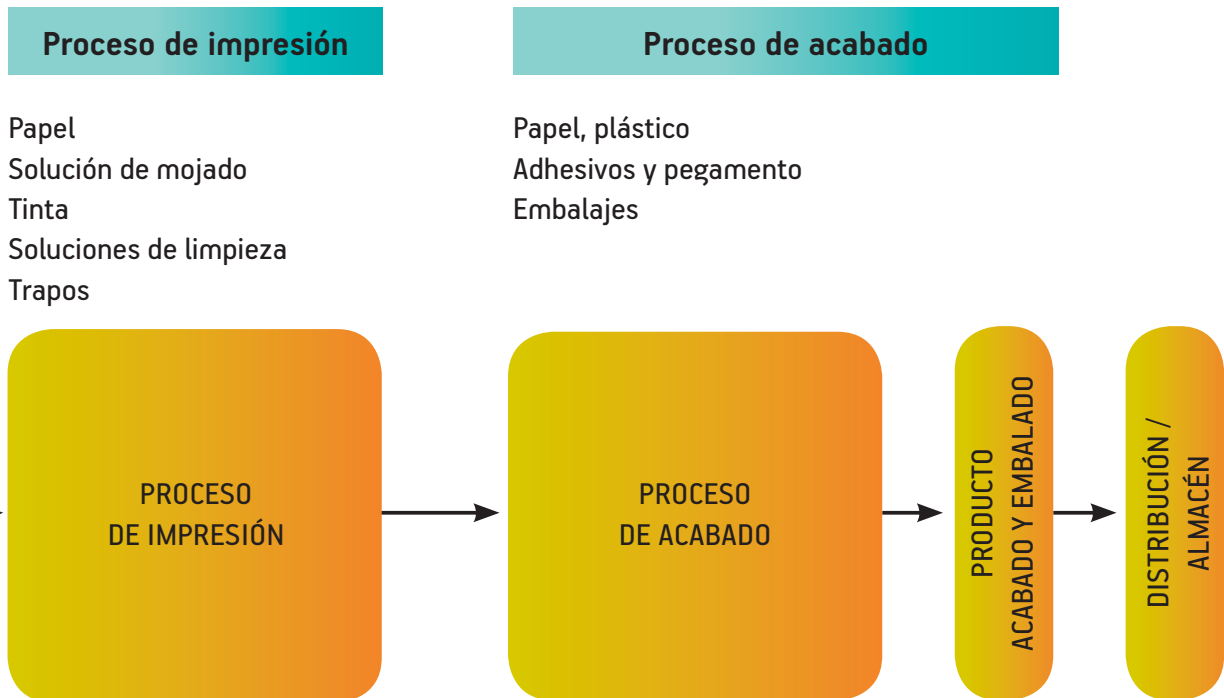 Proceso de impresión
Papel
Solución de mojado
Tinta
Soluciones de limpieza
Trapos
Proceso de acabado
Papel, plástico
Adhesivos y pegamento
Embalajes
PROCESO
DE IMPRESIÓN
PROCESO
DE ACABADO
PRODUCTO
ACABADO Y EMBALADO
DISTRIBUCIÓN /
ALMACÉN